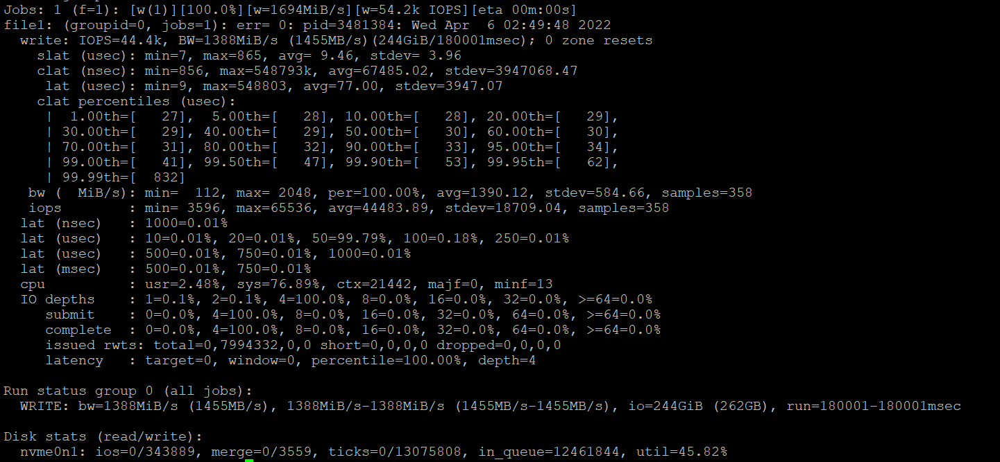 Jobs: 1 (f=1): [w(1)][100.0%][w=1694MiB/s][w=54.2k IOPS][eta 00m:00s]
file1: (groupid=0, jobs=1): err= 0: pid=3481384: Wed Apr  6 02:49:48 2022
  write: IOPS=44.4k, BW=1388MiB/s (1455MB/s)(244GiB/180001msec); 0 zone resets
    slat (usec): min=7, max=865, avg= 9.46, stdev= 3.96
    clat (nsec): min=856, max=548793k, avg=67485.02, stdev=3947068.47
     lat (usec): min=9, max=548803, avg=77.00, stdev=3947.07
    clat percentiles (usec):
     |  1.00th=[   27],  5.00th=[   28], 10.00th=[   28], 20.00th=[   29],
     | 30.00th=[   29], 40.00th=[   29], 50.00th=[   30], 60.00th=[   30],
     | 70.00th=[   31], 80.00th=[   32], 90.00th=[   33], 95.00th=[   34],
     | 99.00th=[   41], 99.50th=[   47], 99.90th=[   53], 99.95th=[   62],
     | 99.99th=[  832]
   bw (  MiB/s): min=  112, max= 2048, per=100.00%, avg=1390.12, stdev=584.66, samples=358
   iops        : min= 3596, max=65536, avg=44483.89, stdev=18709.04, samples=358
  lat (nsec)   : 1000=0.01%
  lat (usec)   : 10=0.01%, 20=0.01%, 50=99.79%, 100=0.18%, 250=0.01%
  lat (usec)   : 500=0.01%, 750=0.01%, 1000=0.01%
  lat (msec)   : 500=0.01%, 750=0.01%
  cpu          : usr=2.48%, sys=76.89%, ctx=21442, majf=0, minf=13
  IO depths    : 1=0.1%, 2=0.1%, 4=100.0%, 8=0.0%, 16=0.0%, 32=0.0%, >=64=0.0%
     submit    : 0=0.0%, 4=100.0%, 8=0.0%, 16=0.0%, 32=0.0%, 64=0.0%, >=64=0.0%
     complete  : 0=0.0%, 4=100.0%, 8=0.0%, 16=0.0%, 32=0.0%, 64=0.0%, >=64=0.0%
     issued rwts: total=0,7994332,0,0 short=0,0,0,0 dropped=0,0,0,0
     latency   : target=0, window=0, percentile=100.00%, depth=4

Run status group 0 (all jobs):
  WRITE: bw=1388MiB/s (1455MB/s), 1388MiB/s-1388MiB/s (1455MB/s-1455MB/s), io=244GiB (262GB), run=180001-180001msec

Disk stats (read/write):
  nvme0n1: ios=0/343889, merge=0/3559, ticks=0/13075808, in_queue=12461844, util=45.82%